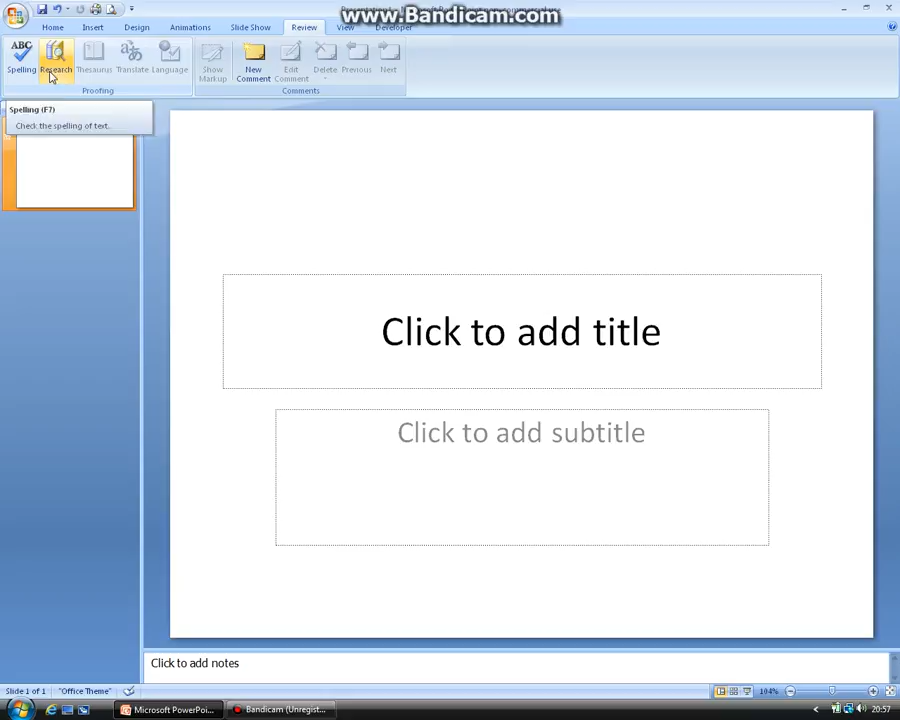 www.Bandicam.com
Home Insert Design Animations Slide Show Review View Developer
ABC
Spelling Research Thesaurus Translate Language Show Markup New Comment Edit Comment Delete Previous Next
Proofing Comments
Spelling (F7)
Check the spelling of text.
Click to add title
Click to add subtitle
Click to add notes
Slide 1 of 1 "Office Theme" 104%
Microsoft PowerPoi... Bandicam (Unregist... 20:57